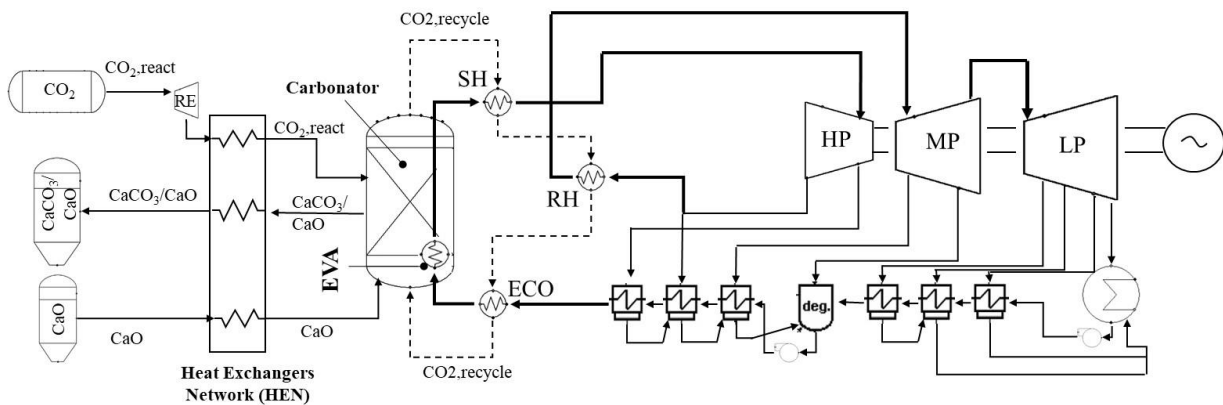 CO2,recycle
CO₂,react
SH
CO₂
RE
Carbonator
CO₂,react
HP
MP
LP
CaCO₃/
CaO
CaCO₃/CaO
CaCO₃/
CaO
RH
EVA
ECO
deg.
CaO
CaO
CaO
CO2,recycle
Heat Exchangers
Network (HEN)